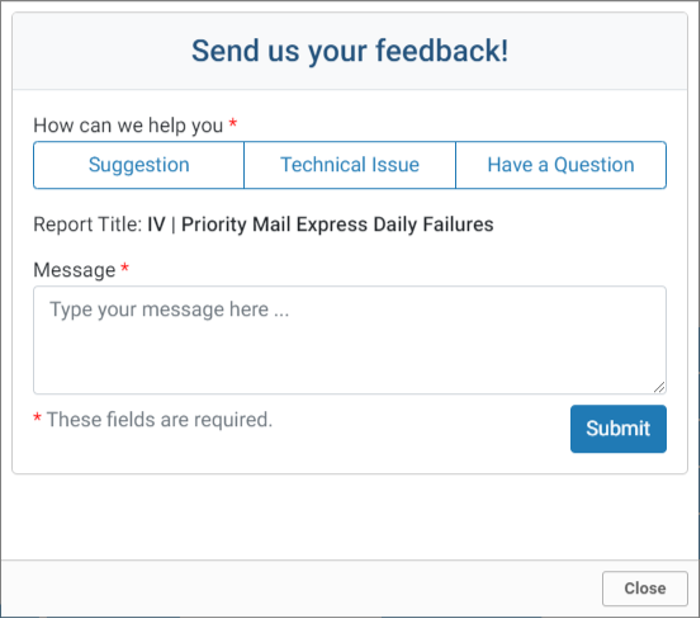 Send us your feedback!
How can we help you *
Suggestion Technical Issue Have a Question
Report Title: IV | Priority Mail Express Daily Failures
Message *
Type your message here ...
* These fields are required.
Submit
Close